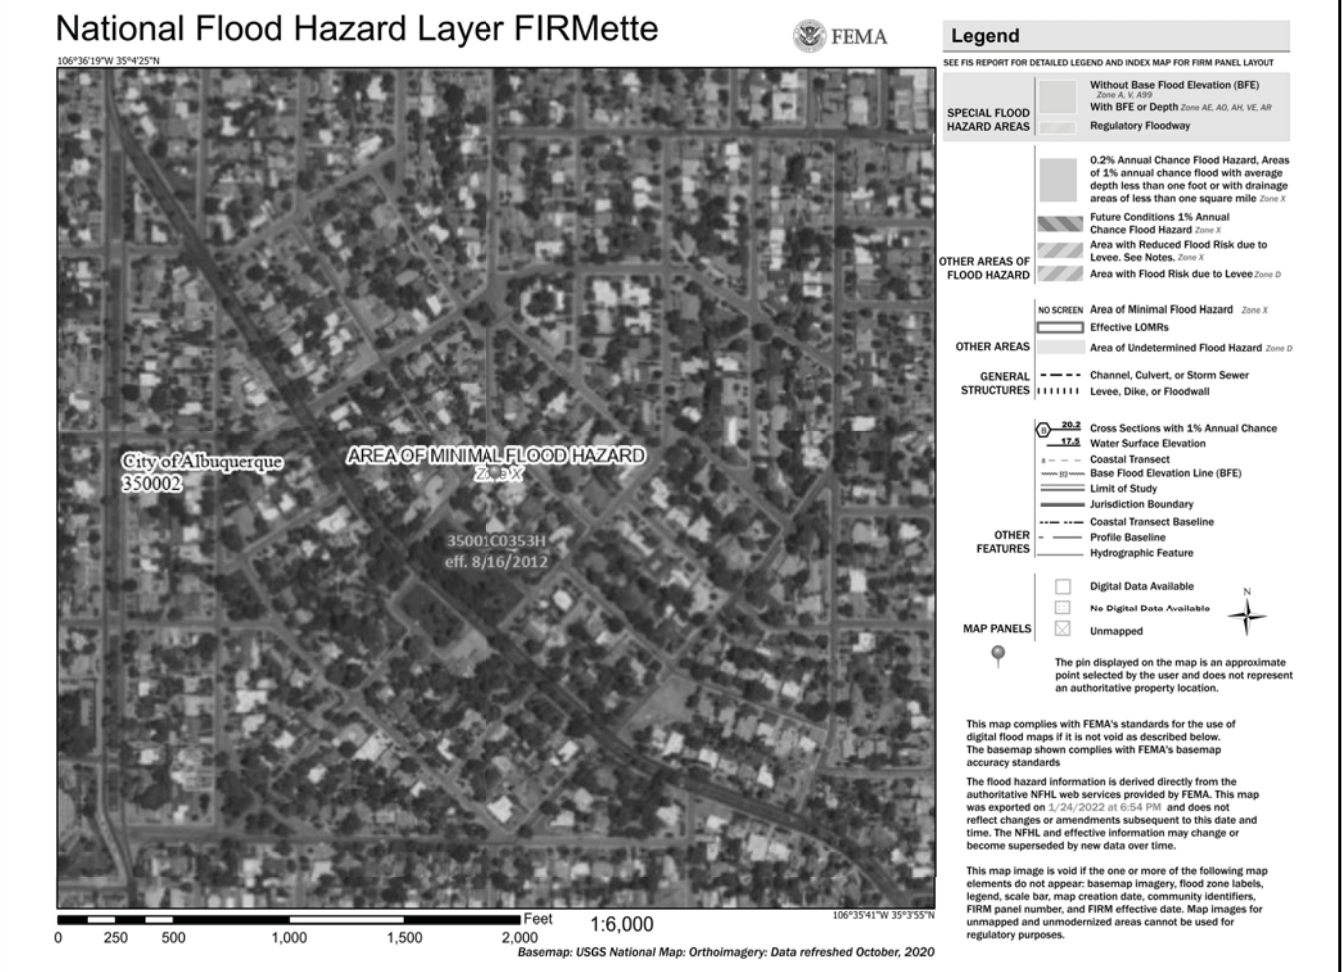 National Flood Hazard Layer FIRMette
FEMA
106°36'19"W 35°4'25"N
City of Albuquerque
350002
AREA OF MINIMAL FLOOD HAZARD
Zone X
35001C0353H
eff. 8/16/2012
106°35'41"W 35°3'55"N
Feet
1:6,000
0 250 500 1,000 1,500 2,000
Basemap: USGS National Map: Orthoimagery: Data refreshed October, 2020
Legend
SEE FIS REPORT FOR DETAILED LEGEND AND INDEX MAP FOR FIRM PANEL LAYOUT
SPECIAL FLOOD
HAZARD AREAS
Without Base Flood Elevation (BFE)
Zone A, V, A99
With BFE or Depth Zone AE, AO, AH, VE, AR
Regulatory Floodway
OTHER AREAS OF
FLOOD HAZARD
0.2% Annual Chance Flood Hazard, Areas
of 1% annual chance flood with average
depth less than one foot or with drainage
areas of less than one square mile Zone X
Future Conditions 1% Annual
Chance Flood Hazard Zone X
Area with Reduced Flood Risk due to
Levee. See Notes. Zone X
Area with Flood Risk due to Levee Zone D
OTHER AREAS
NO SCREEN Area of Minimal Flood Hazard Zone X
Effective LOMRs
Area of Undetermined Flood Hazard Zone D
GENERAL
STRUCTURES
Channel, Culvert, or Storm Sewer
Levee, Dike, or Floodwall
OTHER
FEATURES
B 20.2 Cross Sections with 1% Annual Chance
17.5 Water Surface Elevation
8 Coastal Transect
513 Base Flood Elevation Line (BFE)
Limit of Study
Jurisdiction Boundary
Coastal Transect Baseline
Profile Baseline
Hydrographic Feature
MAP PANELS
Digital Data Available
No Digital Data Available
Unmapped
N
The pin displayed on the map is an approximate
point selected by the user and does not represent
an authoritative property location.
This map complies with FEMA's standards for the use of
digital flood maps if it is not void as described below.
The basemap shown complies with FEMA's basemap
accuracy standards
The flood hazard information is derived directly from the
authoritative NFHL web services provided by FEMA. This map
was exported on 1/24/2022 at 6:54 PM and does not
reflect changes or amendments subsequent to this date and
time. The NFHL and effective information may change or
become superseded by new data over time.
This map image is void if the one or more of the following map
elements do not appear: basemap imagery, flood zone labels,
legend, scale bar, map creation date, community identifiers,
FIRM panel number, and FIRM effective date. Map images for
unmapped and unmodernized areas cannot be used for
regulatory purposes.